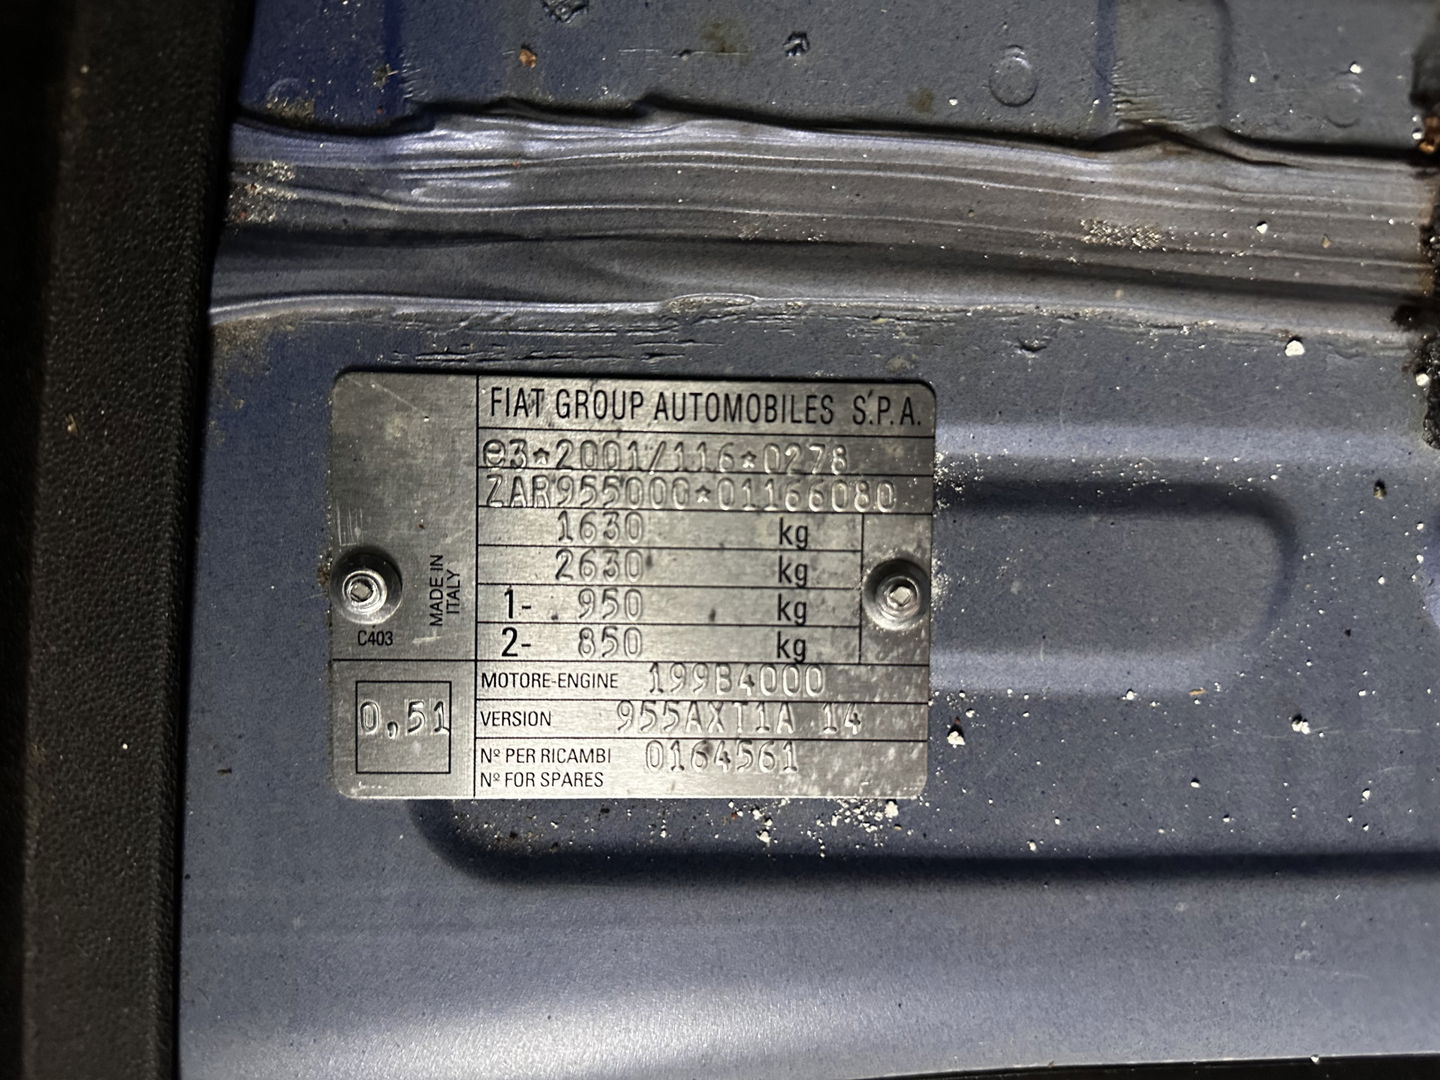 FIAT GROUP AUTOMOBILES S.P.A.
e3*2001/116*0278
ZAR955000*01166080
1630 kg
2630 kg
1- 950 kg
2- 850 kg
MADE IN
ITALY
C403
MOTORE-ENGINE 199B4000
0,51
VERSION 955AXT1A 14
Nº PER RICAMBI 0164561
Nº FOR SPARES